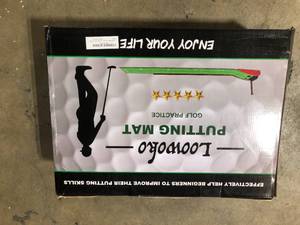 EFFECTIVELY HELP BEGINNERS TO IMPROVE THEIR PUTTING SKILLS
Loowoko
PUTTING MAT
GOLF PRACTICE
ENJOY YOUR LIFE